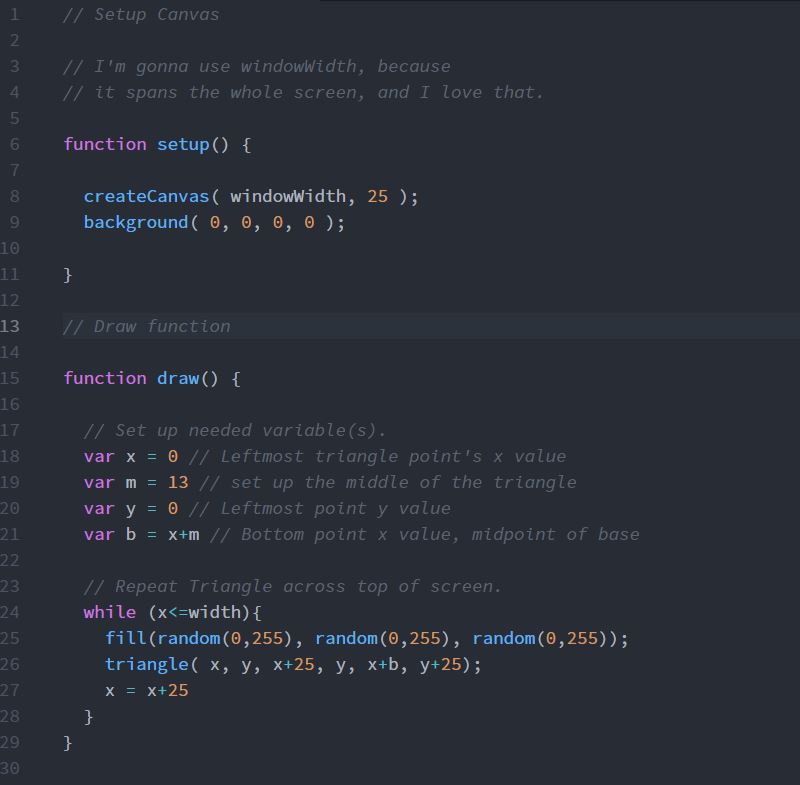 1 // Setup Canvas
2
3 // I'm gonna use windowWidth, because
4 // it spans the whole screen, and I love that.
5
6 function setup() {
7
8 createCanvas( windowWidth, 25 );
9 background( 0, 0, 0, 0 );
10
11 }
12
13 // Draw function
14
15 function draw() {
16
17 // Set up needed variable(s).
18 var x = 0 // Leftmost triangle point's x value
19 var m = 13 // set up the middle of the triangle
20 var y = 0 // Leftmost point y value
21 var b = x+m // Bottom point x value, midpoint of base
22
23 // Repeat Triangle across top of screen.
24 while (x<=width){
25 fill(random(0,255), random(0,255), random(0,255));
26 triangle( x, y, x+25, y, x+b, y+25);
27 x = x+25
28 }
29 }
30